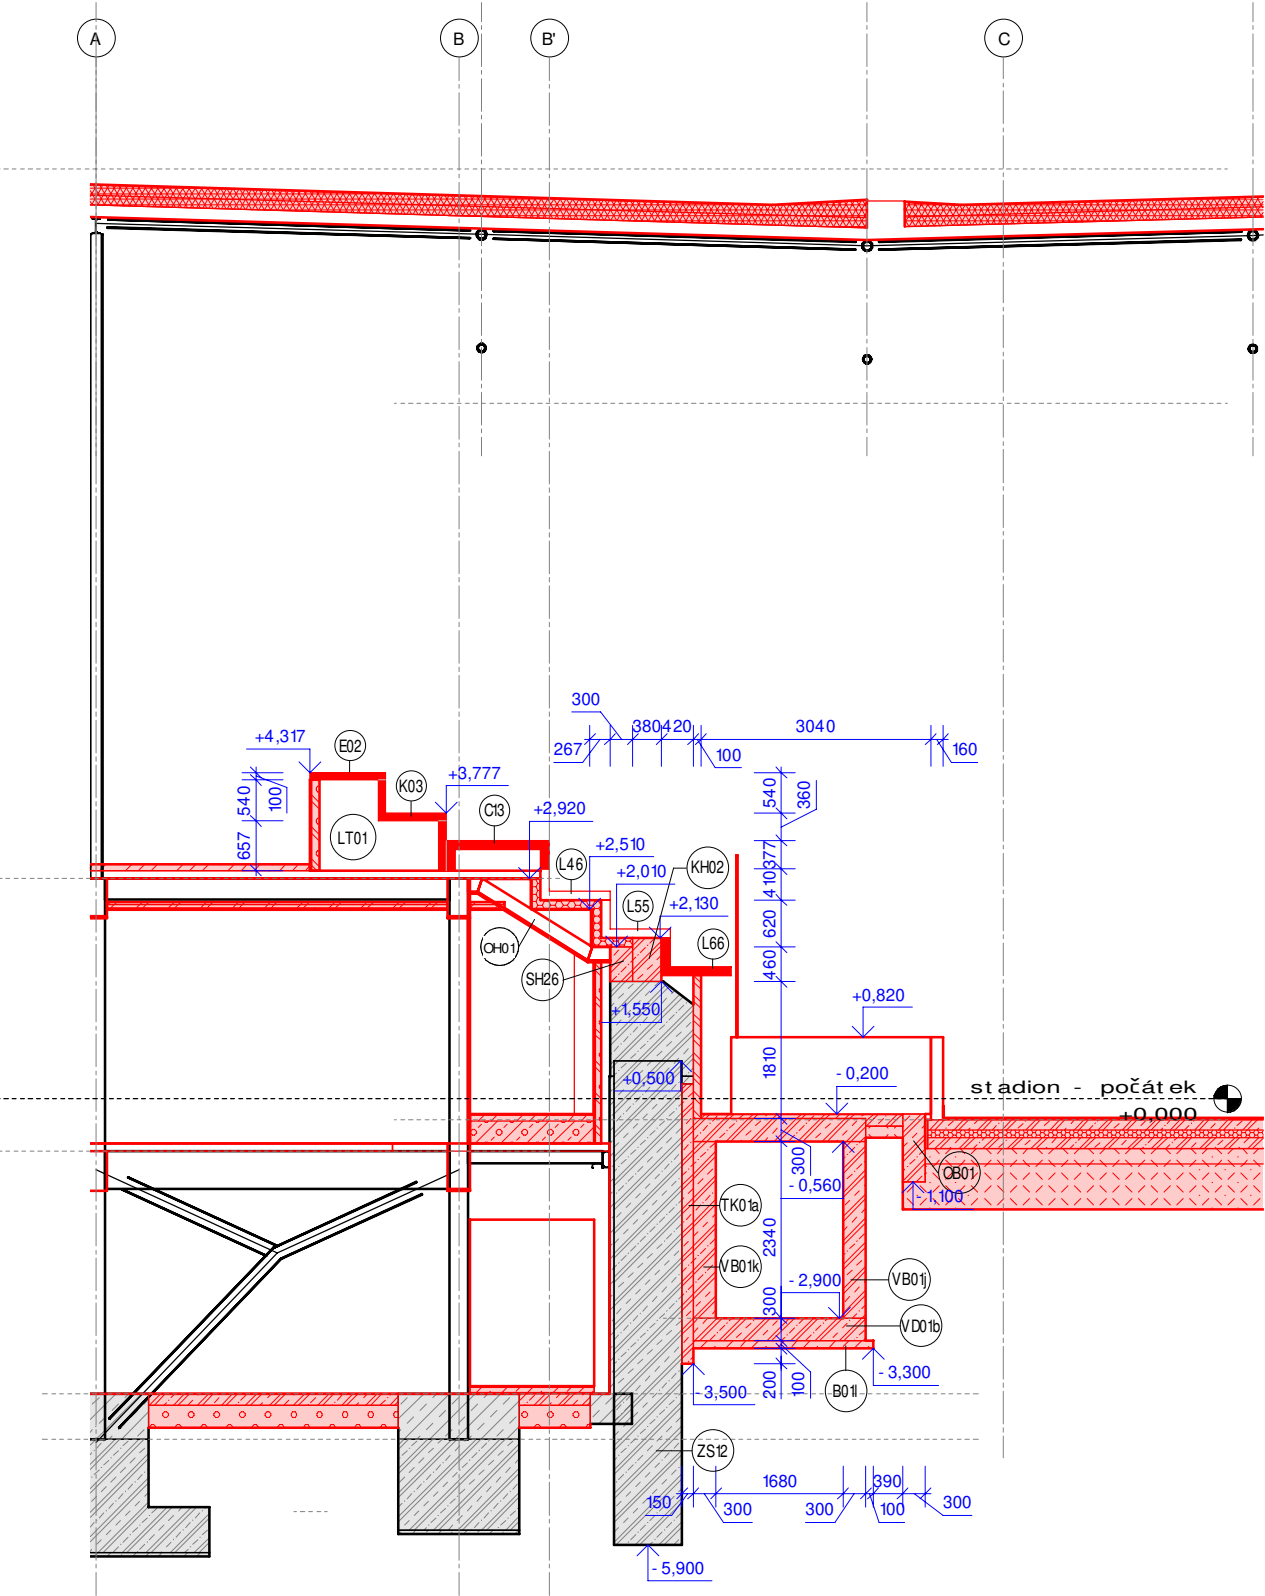 A
B
B'
C
300
380
420
3040
267
100
160
+4,317
E02
+3,777
K03
540
100
657
LT01
C13
+2,920
+2,510
L46
+2,010
KH02
L55
+2,130
L66
OH01
SH26
+1,550
540
360
377
410
620
460
1810
+0,820
+0,500
- 0,200
stadion - počátek
+0,000
300
- 0,560
OB01
- 1,100
TK01a
2340
VB01k
- 2,900
VB01j
300
VD01b
- 3,300
- 3,500
200
100
B01l
ZS12
150
300
1680
300
390
100
300
- 5,900